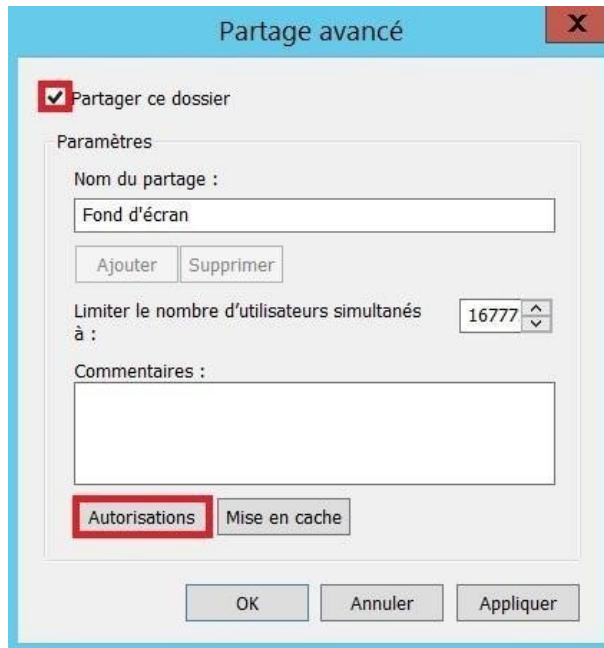 Partage avancé
X
Partager ce dossier
Paramètres
Nom du partage :
Fond d'écran
Ajouter Supprimer
Limiter le nombre d’utilisateurs simultanés
à :
16777
Commentaires :
Autorisations Mise en cache
OK Annuler Appliquer